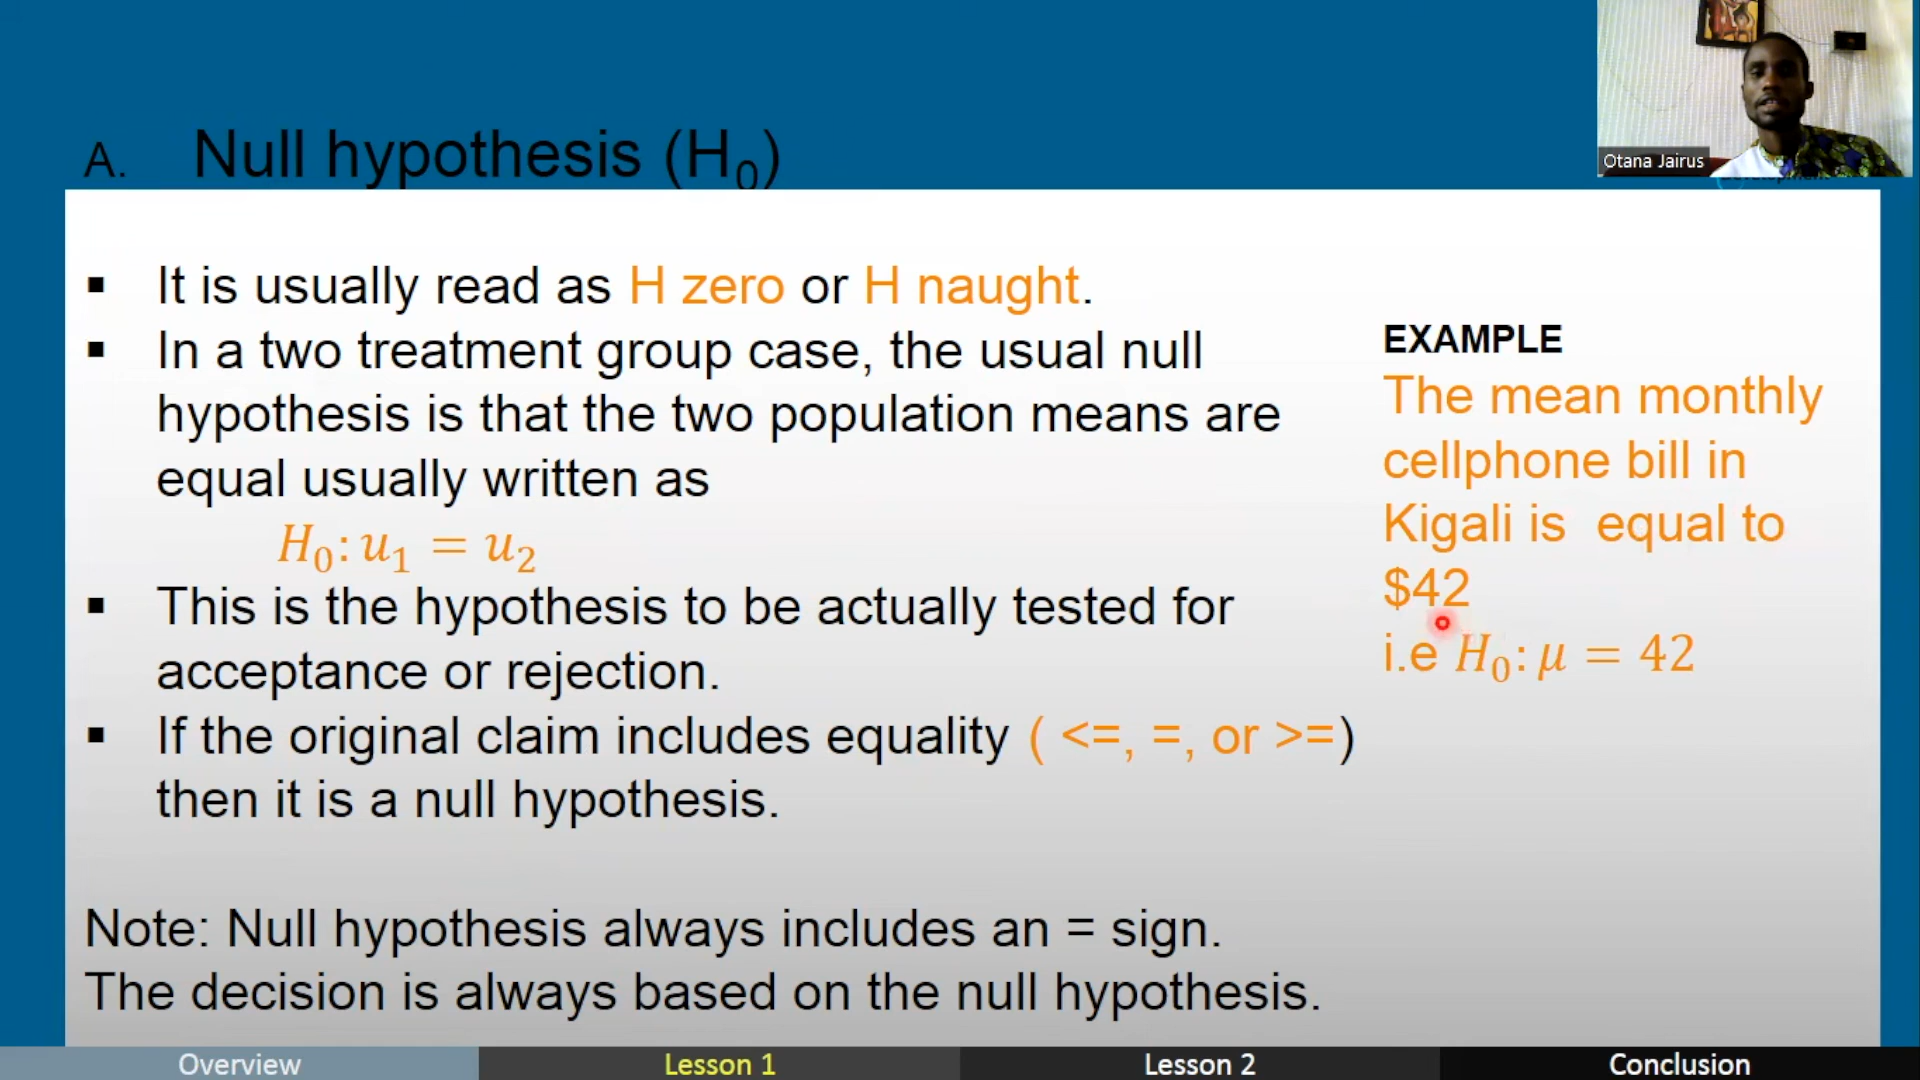 Otana Jairus
A. Null hypothesis (H₀)
▪ It is usually read as H zero or H naught.
▪ In a two treatment group case, the usual null
hypothesis is that the two population means are
equal usually written as
H₀: u₁ = u₂
▪ This is the hypothesis to be actually tested for
acceptance or rejection.
▪ If the original claim includes equality ( <=, =, or >=)
then it is a null hypothesis.
Note: Null hypothesis always includes an = sign.
The decision is always based on the null hypothesis.
EXAMPLE
The mean monthly
cellphone bill in
Kigali is equal to
$42
i.e H₀: μ = 42
Overview
Lesson 1
Lesson 2
Conclusion